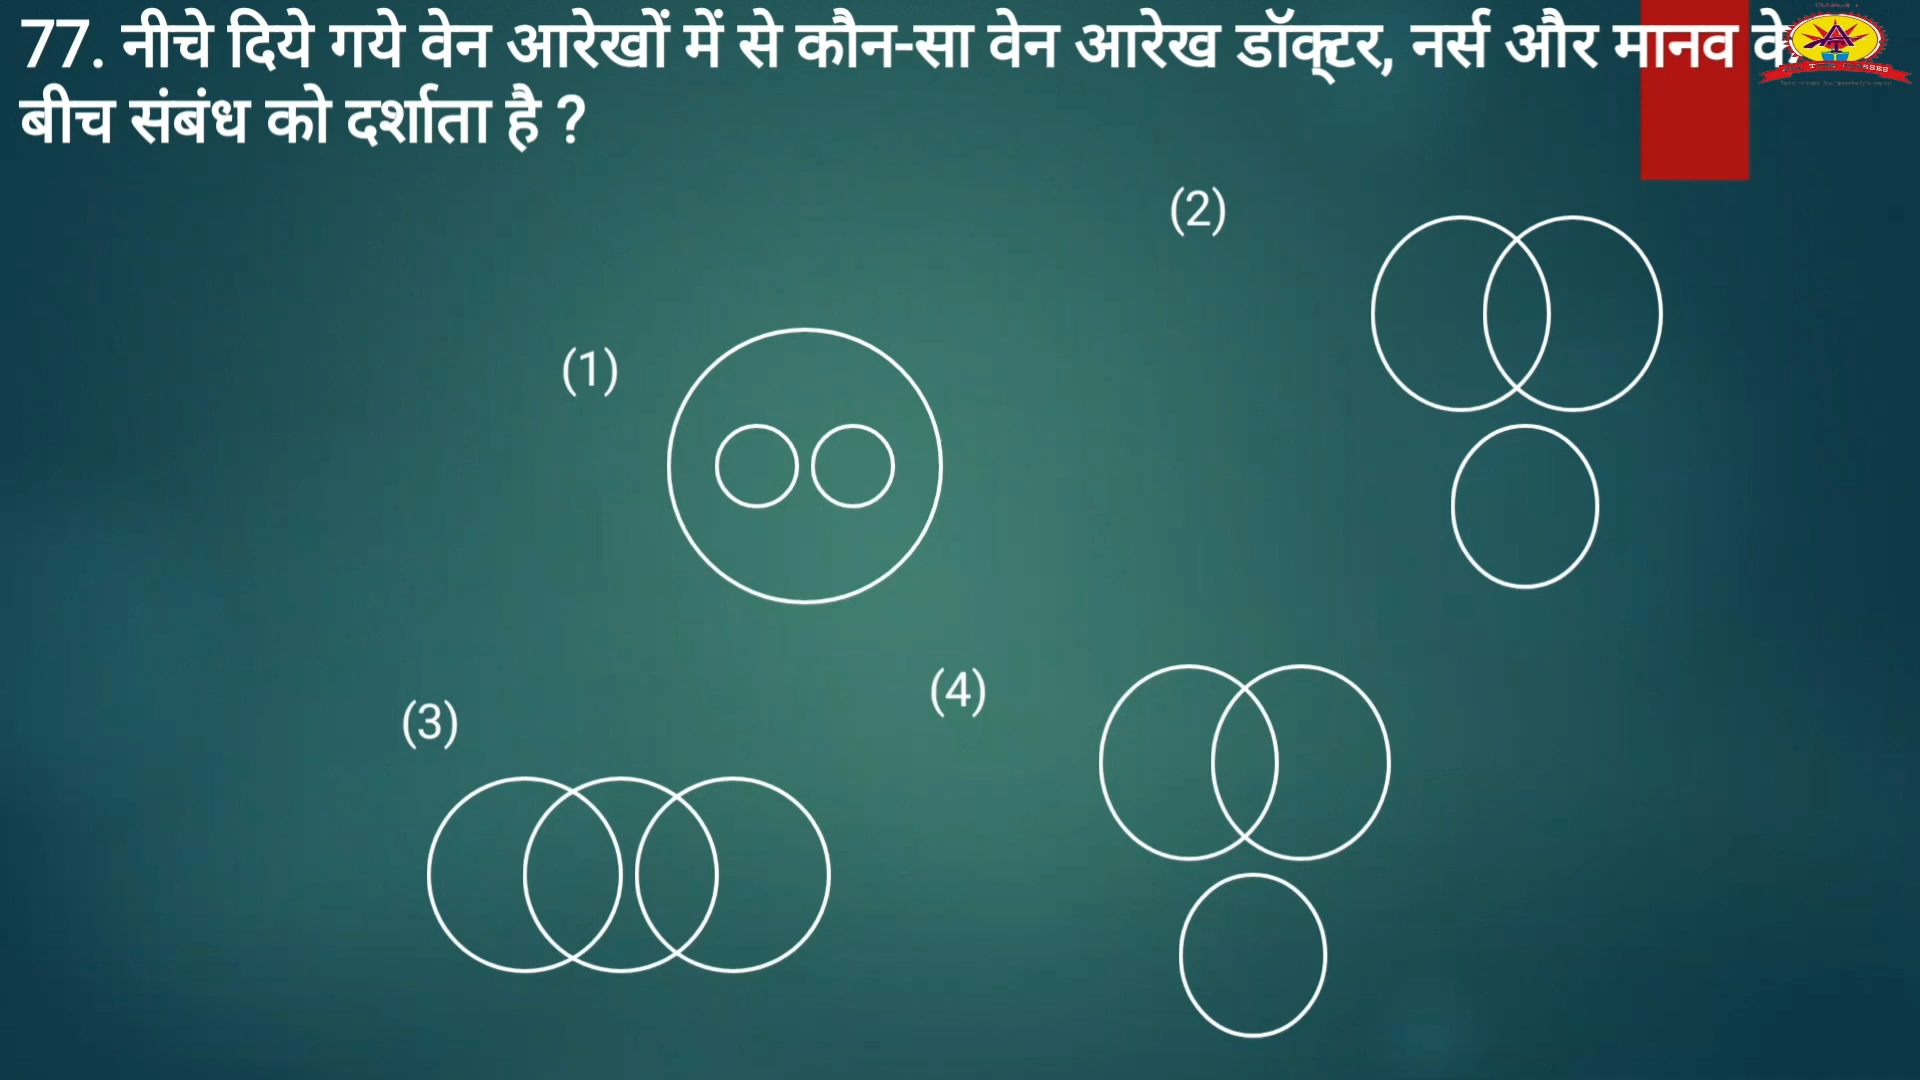 77. नीचे दिये गये वेन आरेखों में से कौन-सा वेन आरेख डॉक्टर, नर्स और मानव के
बीच संबंध को दर्शाता है ?
(2)
(1)
(4)
(3)